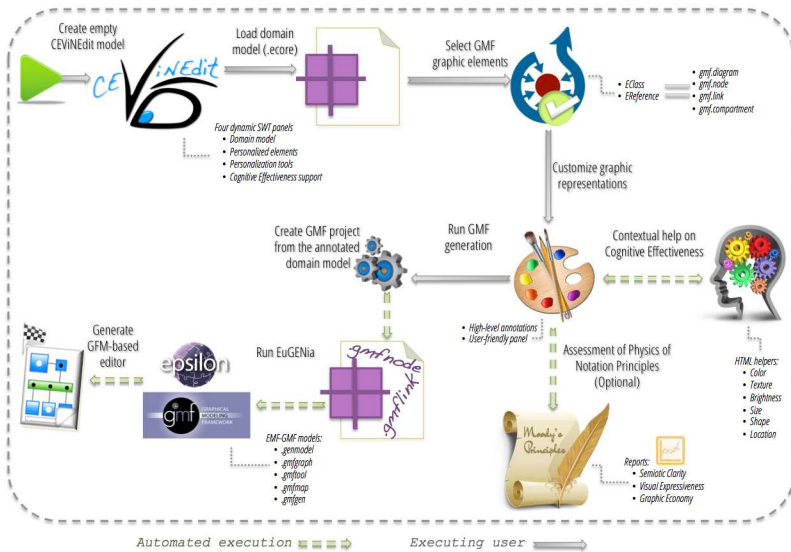 Create empty
CEViNEdit model
CEViNEdit
Load domain
model (.ecore)
Select GMF
graphic elements
• EClass
• EReference
• gmf.diagram
• gmf.node
• gmf.link
• gmf.compartment
Four dynamic SWT panels
• Domain model
• Personalized elements
• Personalization tools
• Cognitive Effectiveness support
Customize graphic
representations
Create GMF project
from the annotated
domain model
Run GMF
generation
Contextual help on
Cognitive Effectiveness
• High-level annotations
• User-friendly panel
Generate
GFM-based
editor
epsilon
Run EuGENia
.gmfnode
.gmflink
gmf
GRAPHICAL
MODELING
FRAMEWORK
Assessment of Physics of
Notation Principles
(Optional)
HTML helpers:
• Color
• Texture
• Brightness
• Size
• Shape
• Location
EMF-GMF models:
• .genmodel
• .gmfgraph
• .gmftool
• .gmfmap
• .gmfgen
Moody's
Principles
Reports:
• Semiotic Clarity
• Visual Expressiveness
• Graphic Economy
Automated execution
Executing user